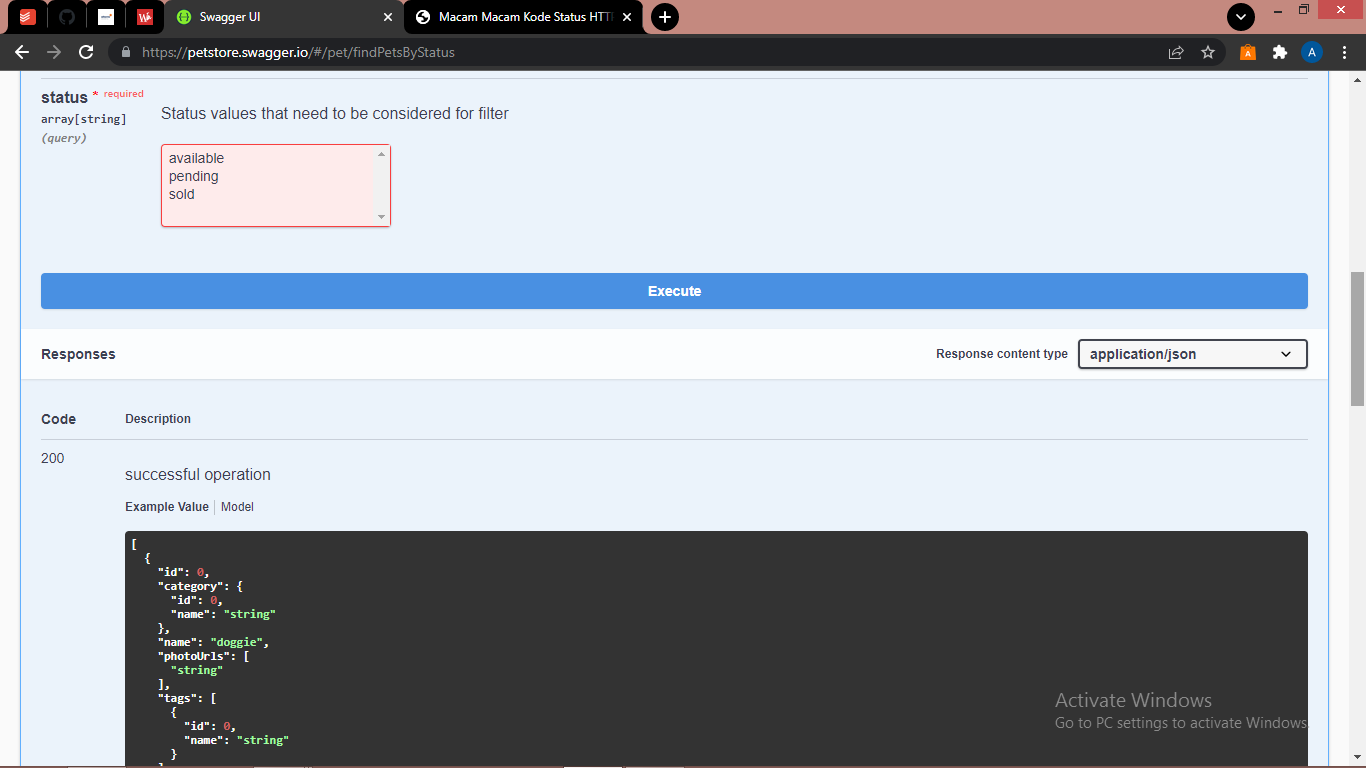 Swagger UI
Macam Macam Kode Status HTT
A
https://petstore.swagger.io/#/pet/findPetsByStatus
status * required
array[string]
(query)
Status values that need to be considered for filter
available
pending
sold
Execute
Responses
Response content type
application/json
Code
Description
200
successful operation
Example Value
Model
[
  {
    "id": 0,
    "category": {
      "id": 0,
      "name": "string"
    },
    "name": "doggie",
    "photoUrls": [
      "string"
    ],
    "tags": [
      {
        "id": 0,
        "name": "string"
      }
Activate Windows
Go to PC settings to activate Windows